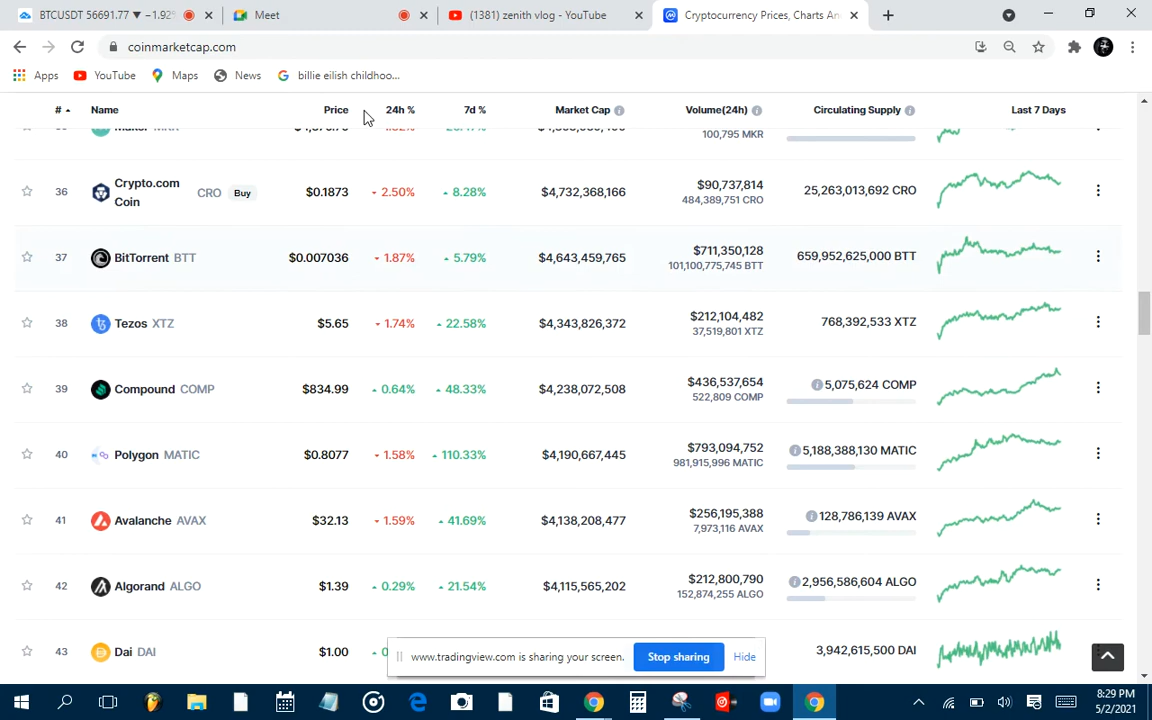 BTCUSDT 56691.77 ▼ −1.92%
Meet
(1381) zenith vlog - YouTube
Cryptocurrency Prices, Charts An
coinmarketcap.com
Apps
YouTube
Maps
News
billie eilish childhoo...
#
Name
Price
24h %
7d %
Market Cap
Volume(24h)
Circulating Supply
Last 7 Days
100,795 MKR
36
Crypto.com Coin
CRO
Buy
$0.1873
2.50%
8.28%
$4,732,368,166
$90,737,814
484,389,751 CRO
25,263,013,692 CRO
37
BitTorrent BTT
$0.007036
1.87%
5.79%
$4,643,459,765
$711,350,128
101,100,775,745 BTT
659,952,625,000 BTT
38
Tezos XTZ
$5.65
1.74%
22.58%
$4,343,826,372
$212,104,482
37,519,801 XTZ
768,392,533 XTZ
39
Compound COMP
$834.99
0.64%
48.33%
$4,238,072,508
$436,537,654
522,809 COMP
5,075,624 COMP
40
Polygon MATIC
$0.8077
1.58%
110.33%
$4,190,667,445
$793,094,752
981,915,996 MATIC
5,188,388,130 MATIC
41
Avalanche AVAX
$32.13
1.59%
41.69%
$4,138,208,477
$256,195,388
7,973,116 AVAX
128,786,139 AVAX
42
Algorand ALGO
$1.39
0.29%
21.54%
$4,115,565,202
$212,800,790
152,874,255 ALGO
2,956,586,604 ALGO
43
Dai DAI
$1.00
3,942,615,500 DAI
www.tradingview.com is sharing your screen.
Stop sharing
Hide
8:29 PM
5/2/2021